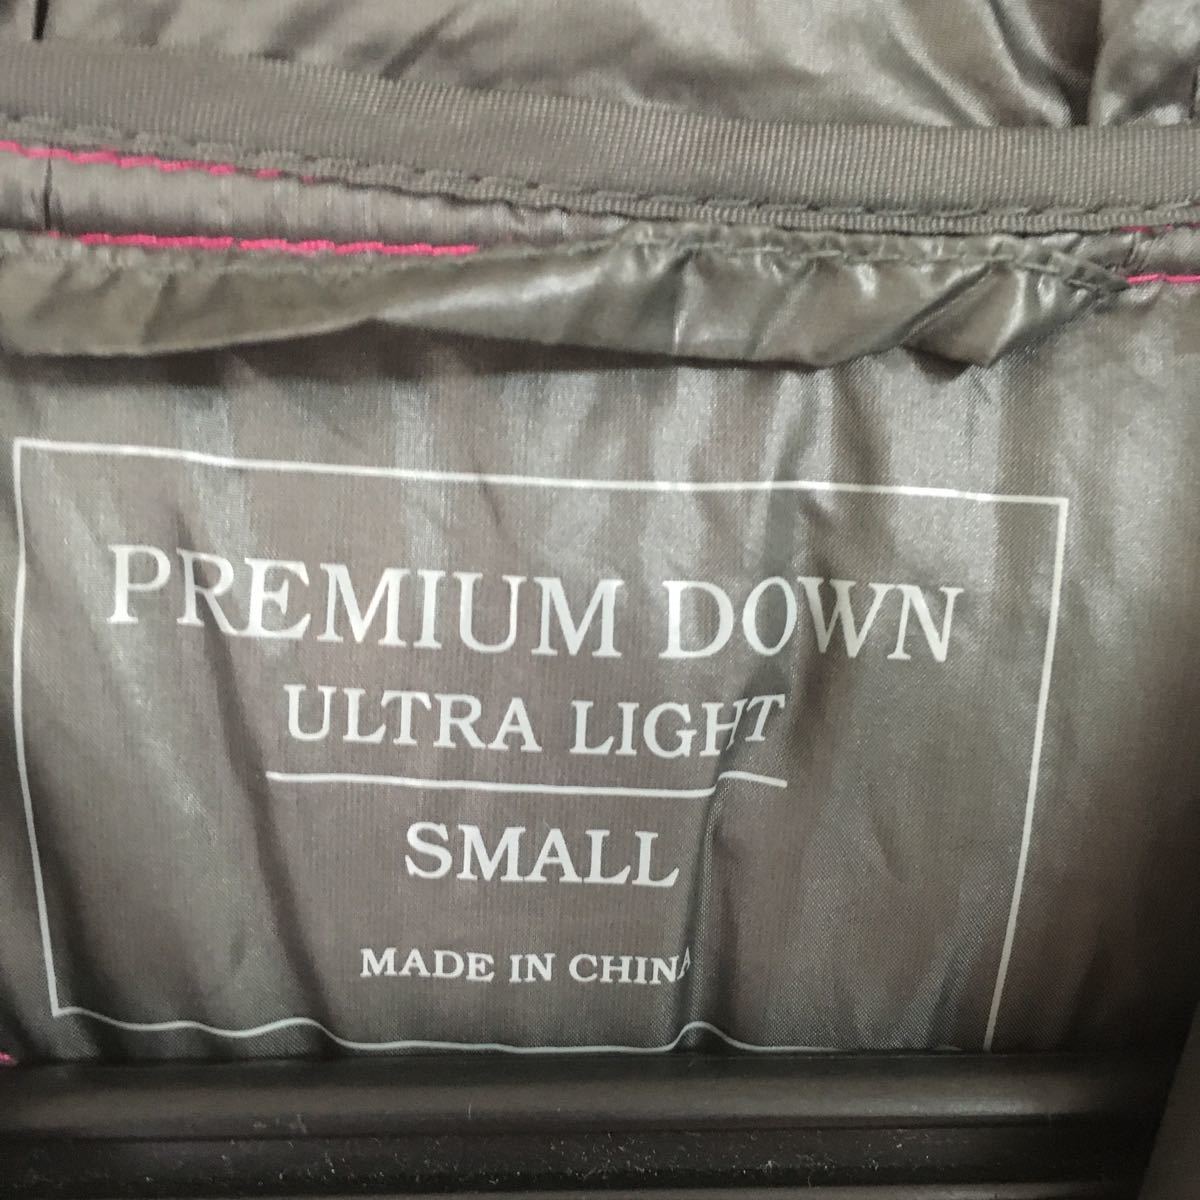 PREMIUM DOWN
ULTRA LIGHT
SMALL
MADE IN CHINA